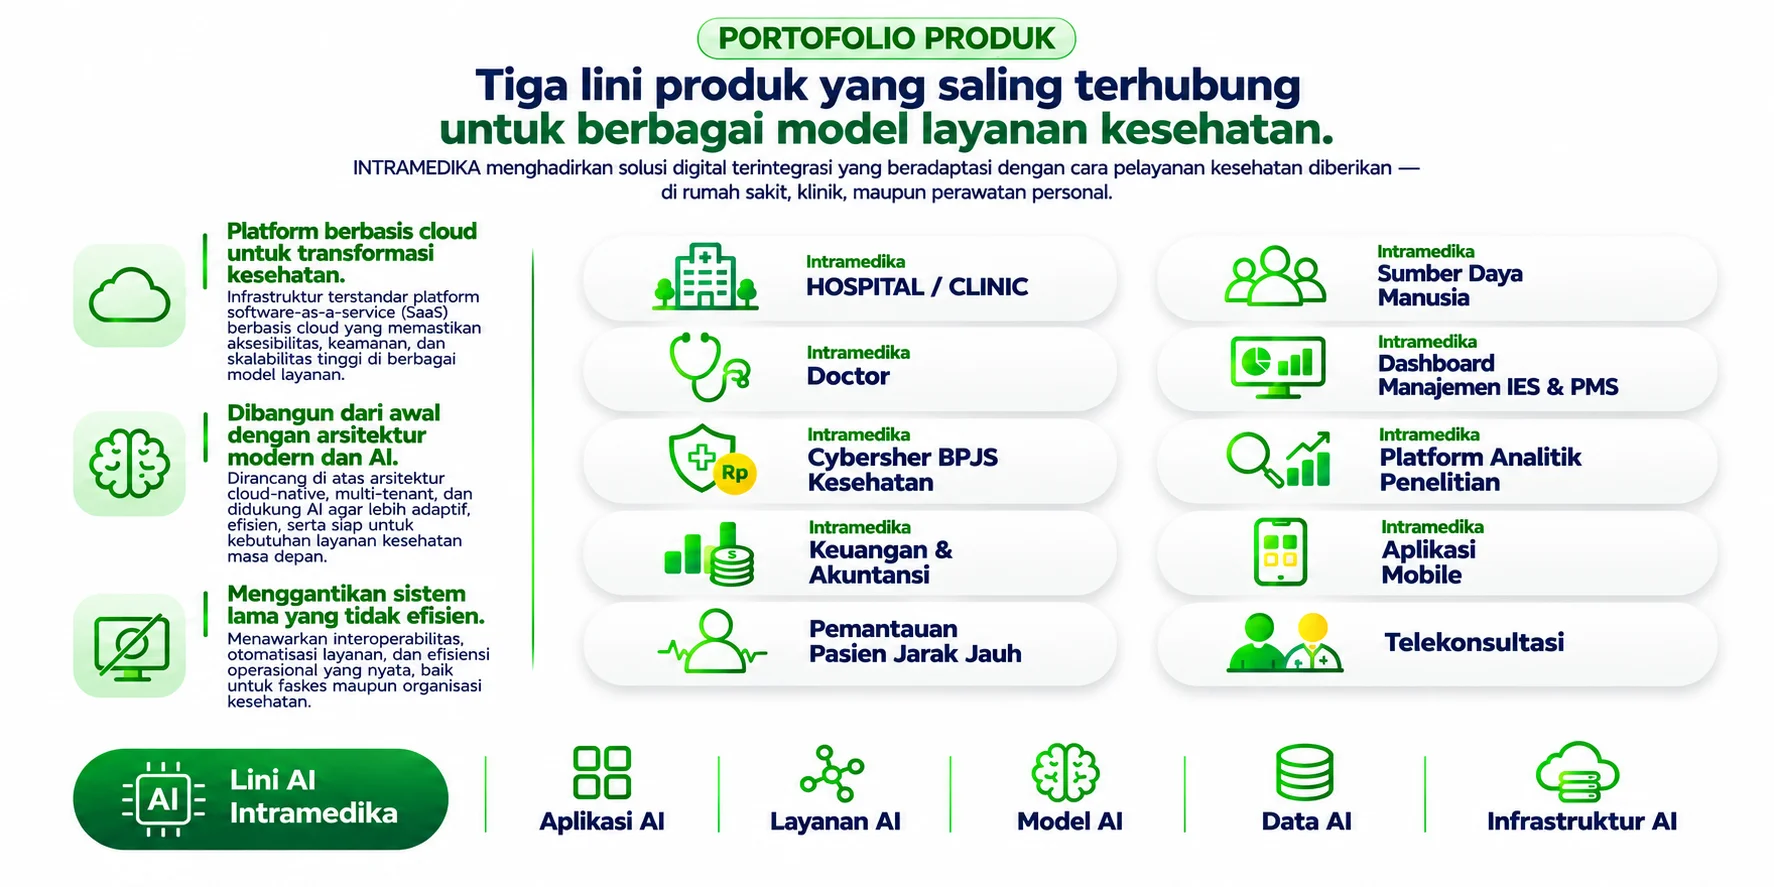 PORTOFOLIO PRODUK
Tiga lini produk yang saling terhubung
untuk berbagai model layanan kesehatan.
INTRAMEDIKA menghadirkan solusi digital terintegrasi yang beradaptasi dengan cara pelayanan kesehatan diberikan —
di rumah sakit, klinik, maupun perawatan personal.
Platform berbasis cloud
untuk transformasi
kesehatan.
Infrastruktur terstandar platform
software-as-a-service (SaaS)
berbasis cloud yang memastikan
aksesibilitas, keamanan, dan
skalabilitas tinggi di berbagai
model layanan.
Dibangun dari awal
dengan arsitektur
modern dan AI.
Dirancang di atas arsitektur
cloud-native, multi-tenant, dan
didukung AI agar lebih adaptif,
efisien, serta siap untuk
kebutuhan layanan kesehatan
masa depan.
Menggantikan sistem
lama yang tidak efisien.
Menawarkan interoperabilitas,
otomatisasi layanan, dan efisiensi
operasional yang nyata, baik
untuk faskes maupun organisasi
kesehatan.
Intramedika
HOSPITAL / CLINIC
Intramedika
Doctor
Rp
Intramedika
Cybersher BPJS
Kesehatan
$
Intramedika
Keuangan &
Akuntansi
Pemantauan
Pasien Jarak Jauh
Intramedika
Sumber Daya
Manusia
Intramedika
Dashboard
Manajemen IES & PMS
Intramedika
Platform Analitik
Penelitian
Intramedika
Aplikasi
Mobile
Telekonsultasi
AI
Lini AI
Intramedika
Aplikasi AI
Layanan AI
Model AI
Data AI
Infrastruktur AI